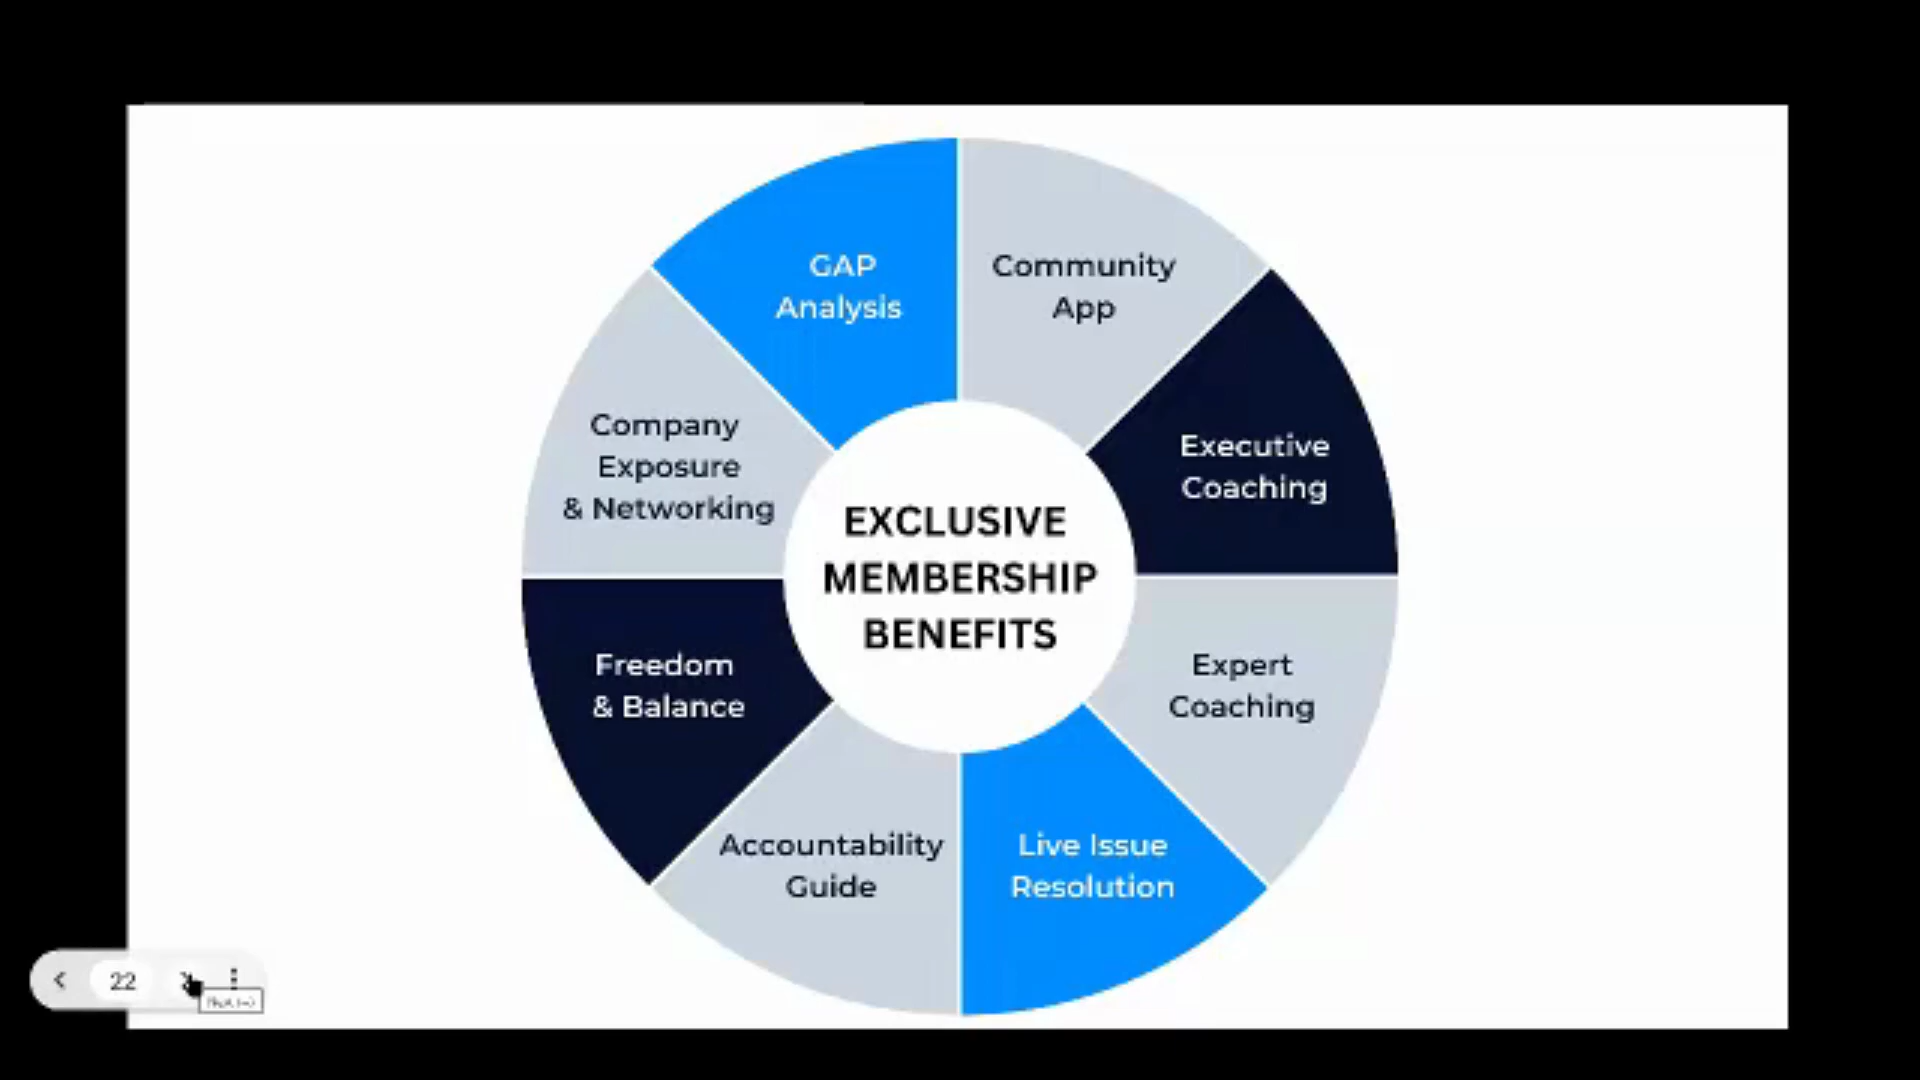 GAP
Analysis
Community
App
Executive
Coaching
Expert
Coaching
Live Issue
Resolution
Accountability
Guide
Freedom
& Balance
Company
Exposure
& Networking
EXCLUSIVE
MEMBERSHIP
BENEFITS
22